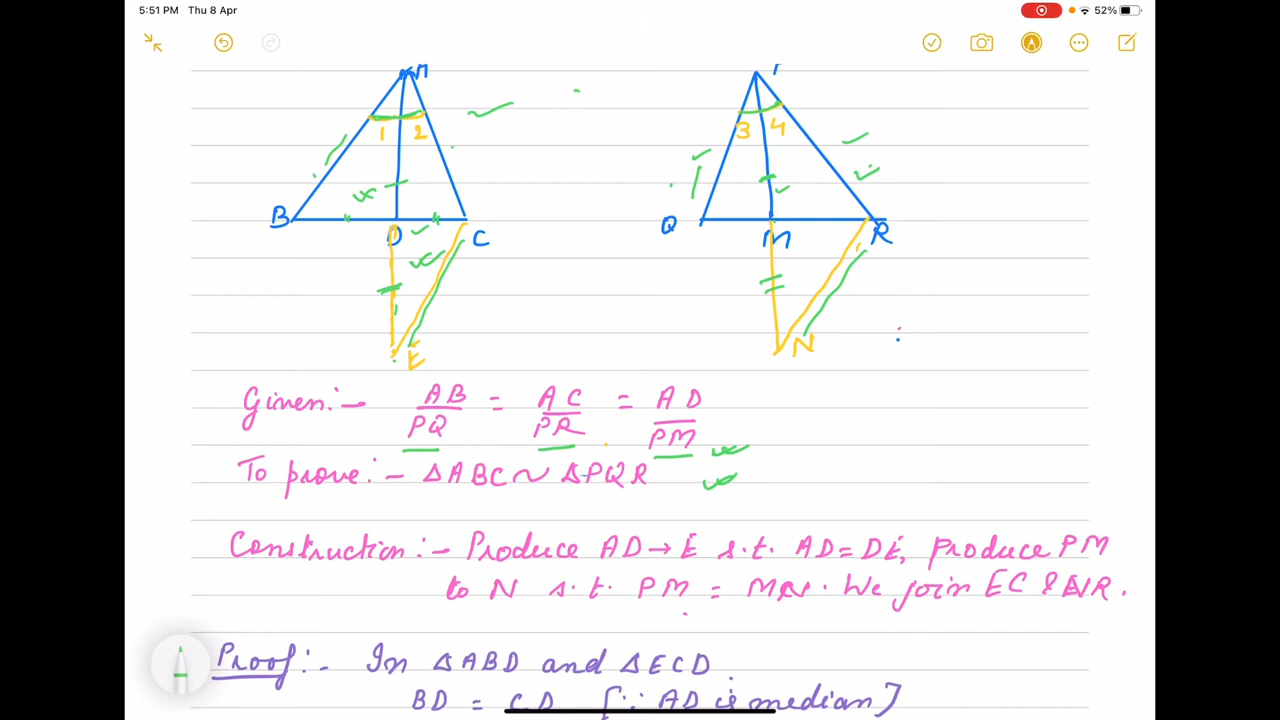 5:51 PM Thu 8 Apr 52%
A P
1 2 3 4
B D C Q M R
E N
Given:- AB/PQ = AC/PR = AD/PM
To prove:- ΔABC ~ ΔPQR
Construction:- Produce AD → E s.t. AD = DE, produce PM
to N s.t. PM = MN. We join EC & NR.
Proof:- In ΔABD and ΔECD
BD = CD [∵ AD is median]